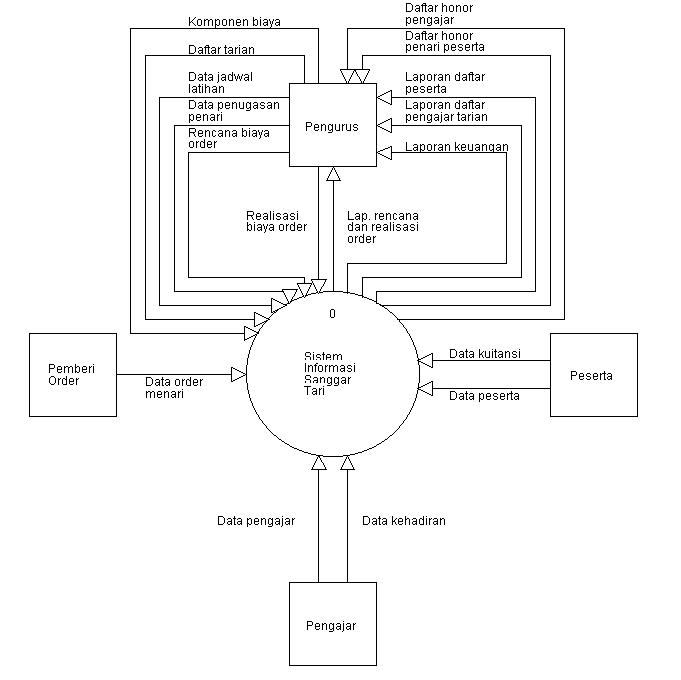 Komponen biaya
Daftar tarian
Data jadwal
latihan
Data penugasan
penari
Rencana biaya
order
Daftar honor
pengajar
Daftar honor
penari peserta
Laporan daftar
peserta
Laporan daftar
pengajar tarian
Laporan keuangan
Pengurus
Realisasi
biaya order
Lap. rencana
dan realisasi
order
0
Sistem
Informasi
Sanggar
Tari
Pemberi
Order
Data order
menari
Data kuitansi
Data peserta
Peserta
Data pengajar
Data kehadiran
Pengajar